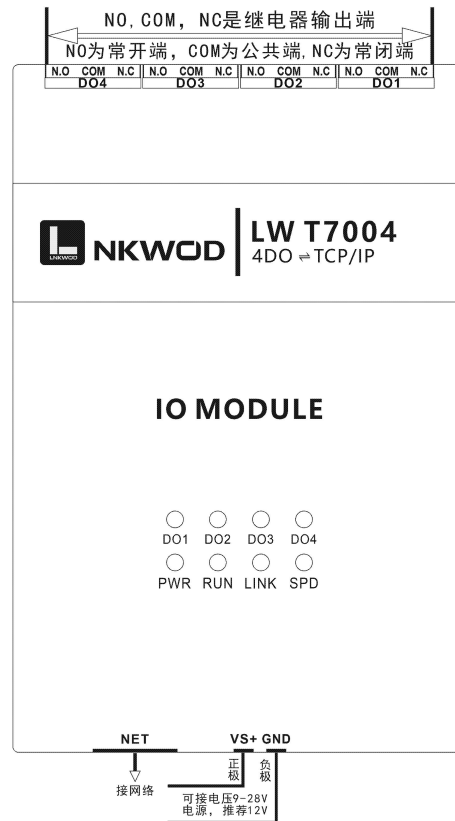 NO, COM, NC是继电器输出端
NO为常开端，COM为公共端,NC为常闭端
N.O COM N.C N.O COM N.C N.O COM N.C N.O COM N.C
DO4 DO3 DO2 DO1
L LNKWOD NKWOD
LW T7004
4DO ⇌ TCP/IP
IO MODULE
DO1 DO2 DO3 DO4
PWR RUN LINK SPD
NET VS+ GND
正极 负极
接网络
可接电压9-28V
电源，推荐12V